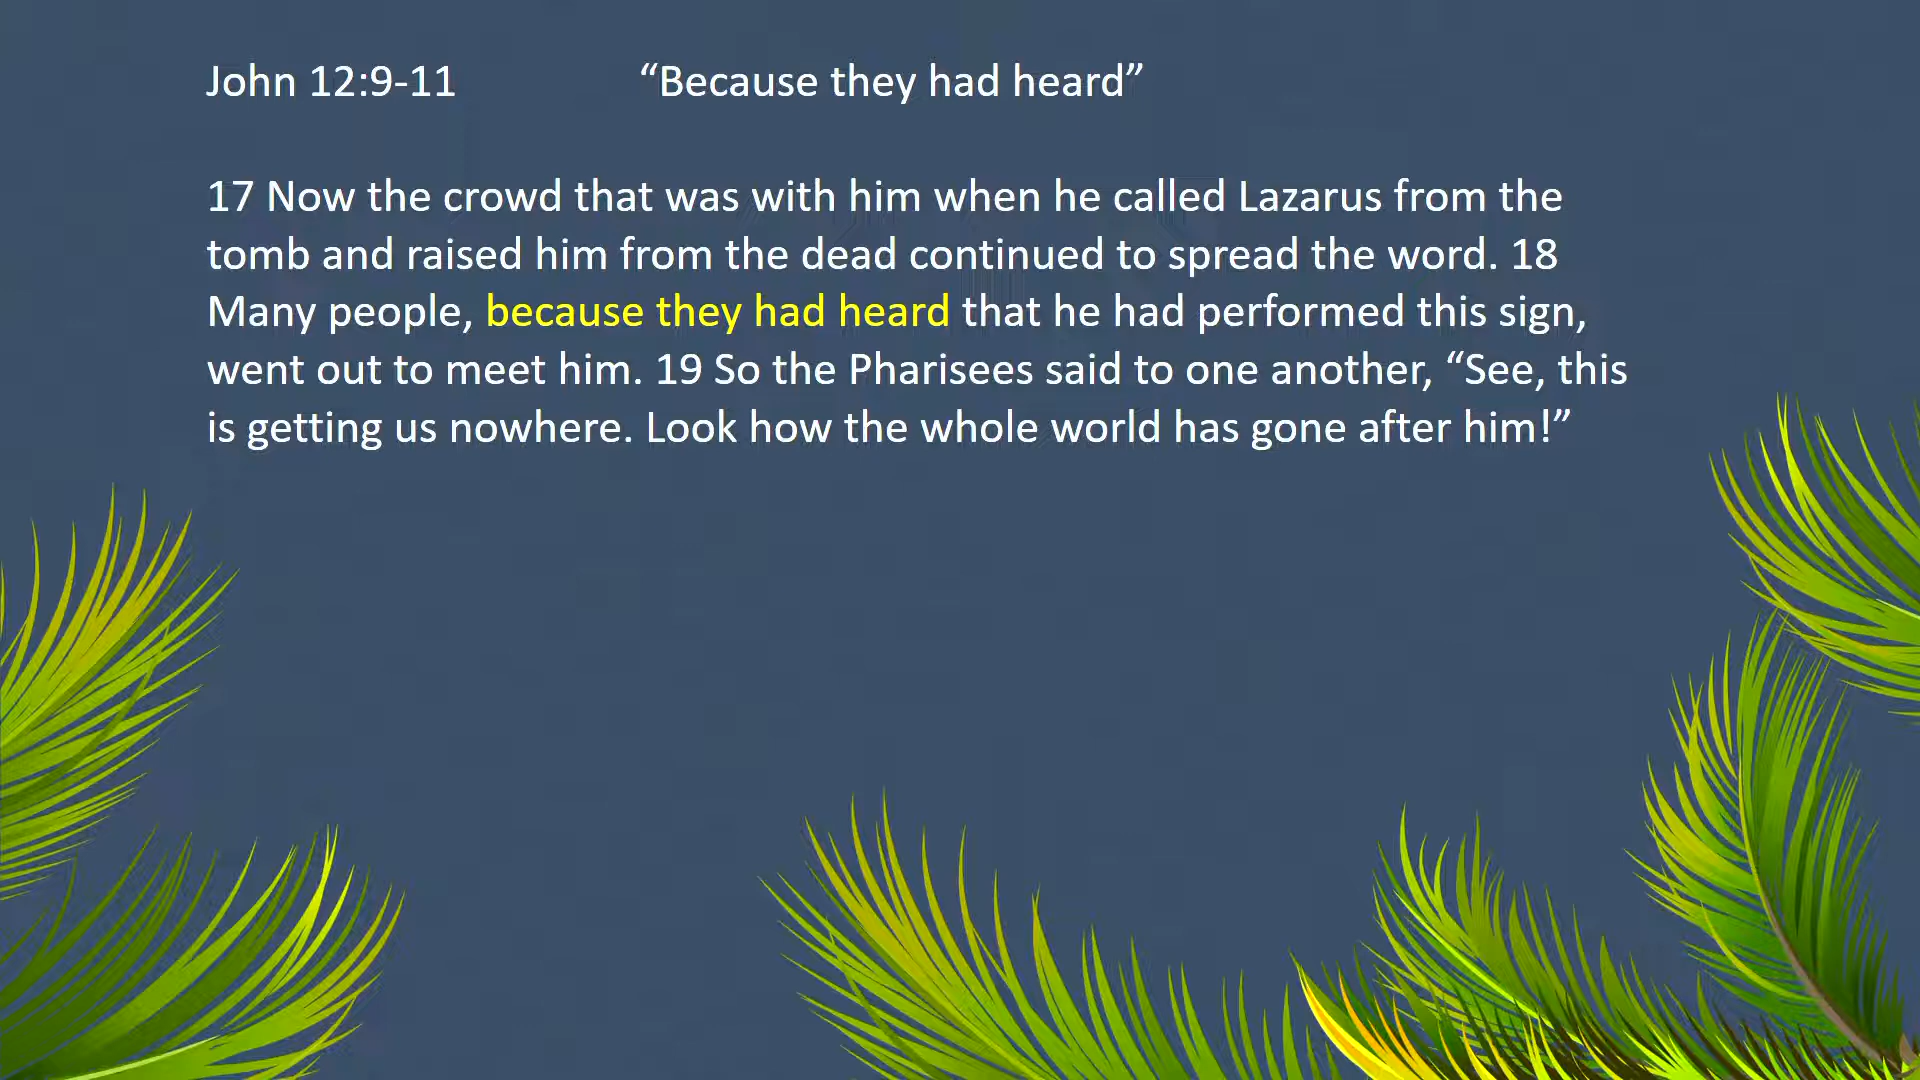 John 12:9-11 “Because they had heard”
17 Now the crowd that was with him when he called Lazarus from the
tomb and raised him from the dead continued to spread the word. 18
Many people, because they had heard that he had performed this sign,
went out to meet him. 19 So the Pharisees said to one another, “See, this
is getting us nowhere. Look how the whole world has gone after him!”